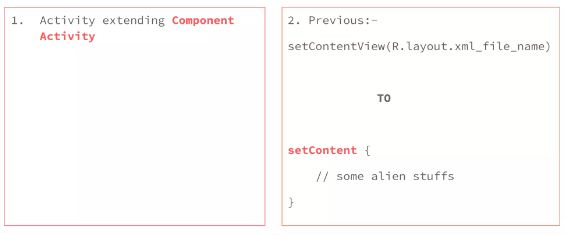 1. Activity extending Component
Activity
2. Previous:-
setContentView(R.layout.xml_file_name)
TO
setContent {
// some alien stuffs
}